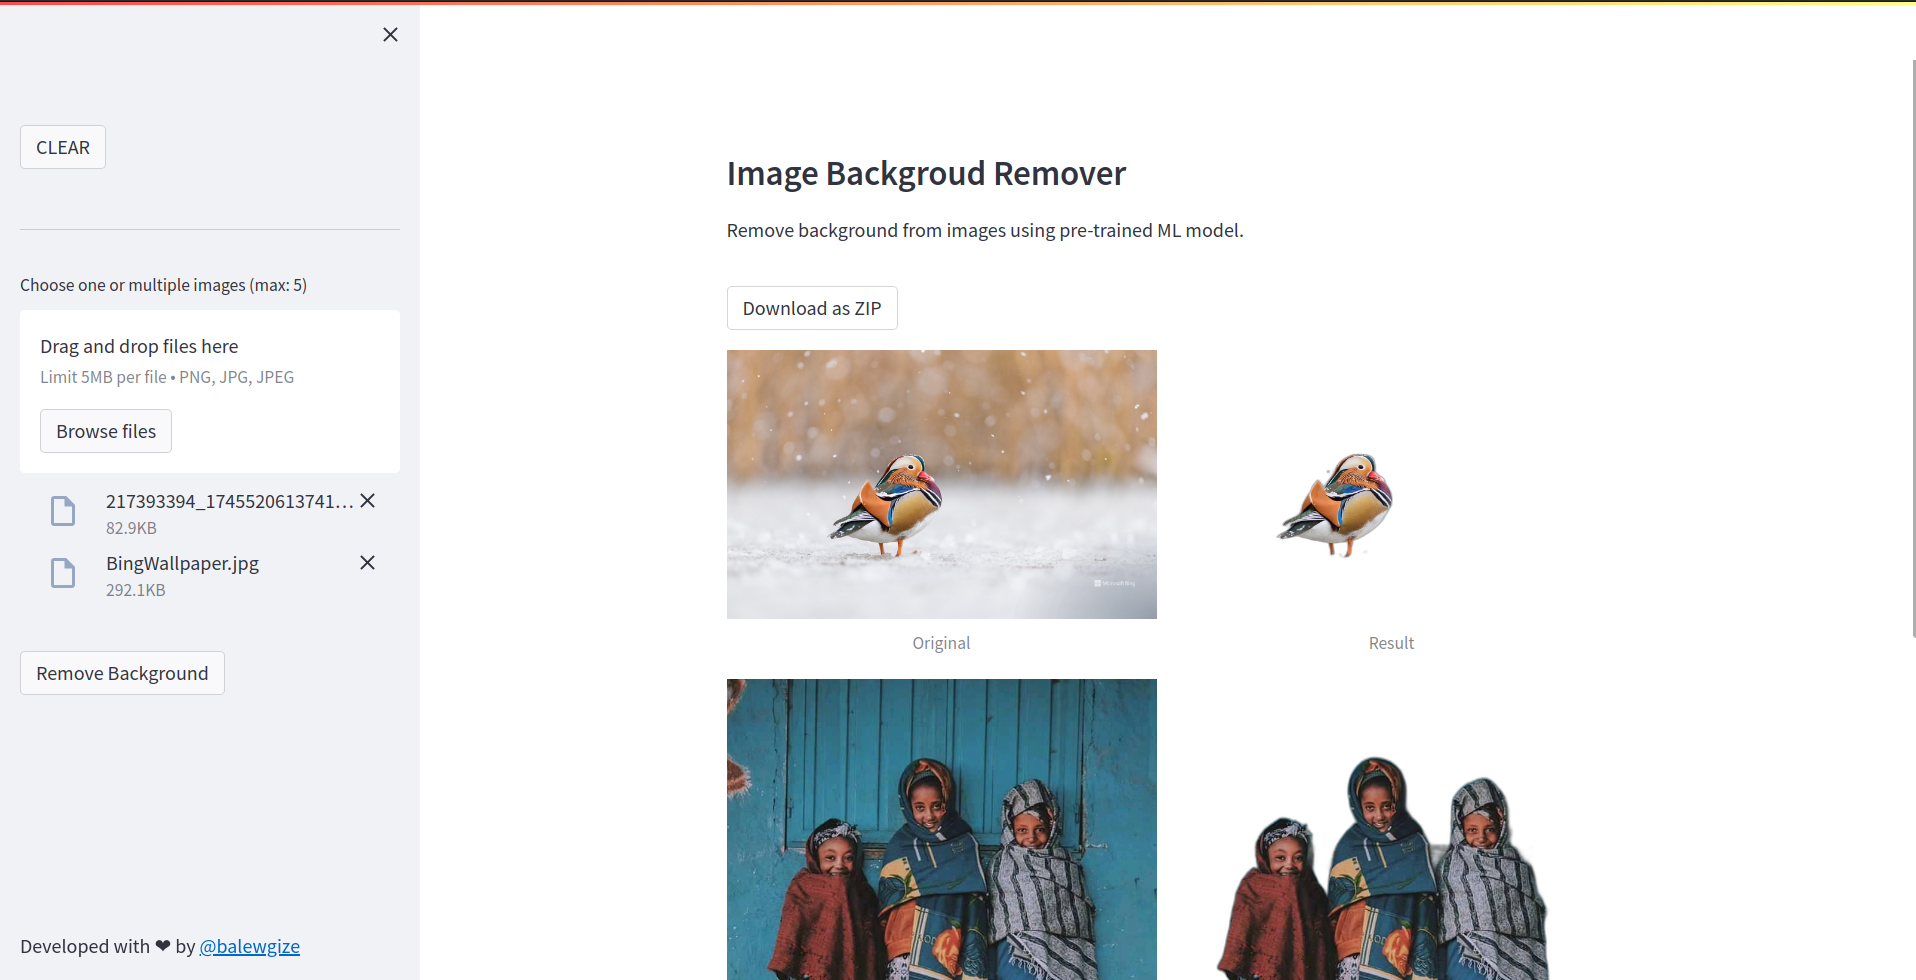 CLEAR
Choose one or multiple images (max: 5)
Drag and drop files here
Limit 5MB per file • PNG, JPG, JPEG
Browse files
217393394_1745520613741...
82.9KB
BingWallpaper.jpg
292.1KB
Remove Background
Developed with ❤ by @balewgize
Image Backgroud Remover
Remove background from images using pre-trained ML model.
Download as ZIP
Microsoft Bing
Original
Result